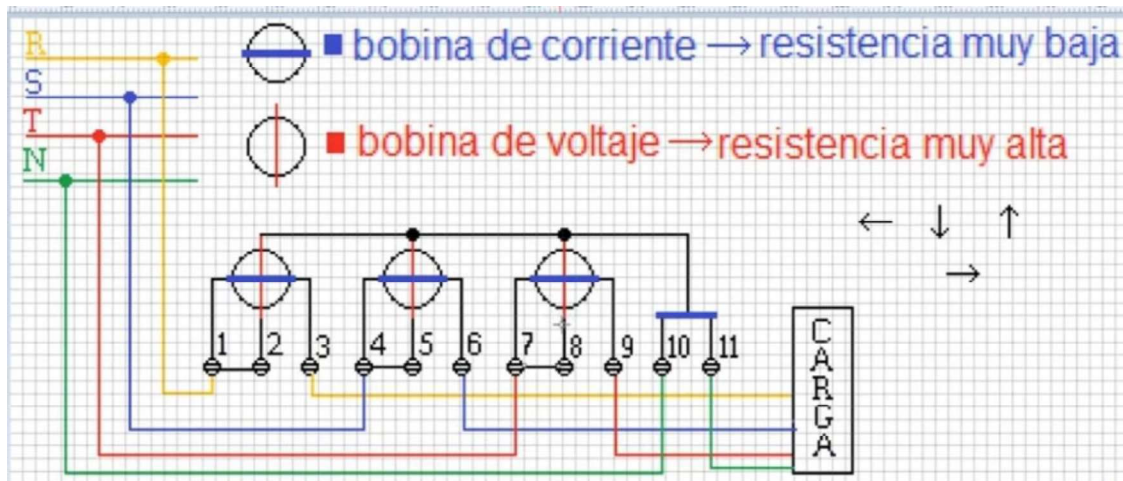 R
S
T
N
bobina de corriente → resistencia muy baja
bobina de voltaje → resistencia muy alta
← ↓ ↑
→
1 2 3 4 5 6 7 8 9 10 11
CARGA